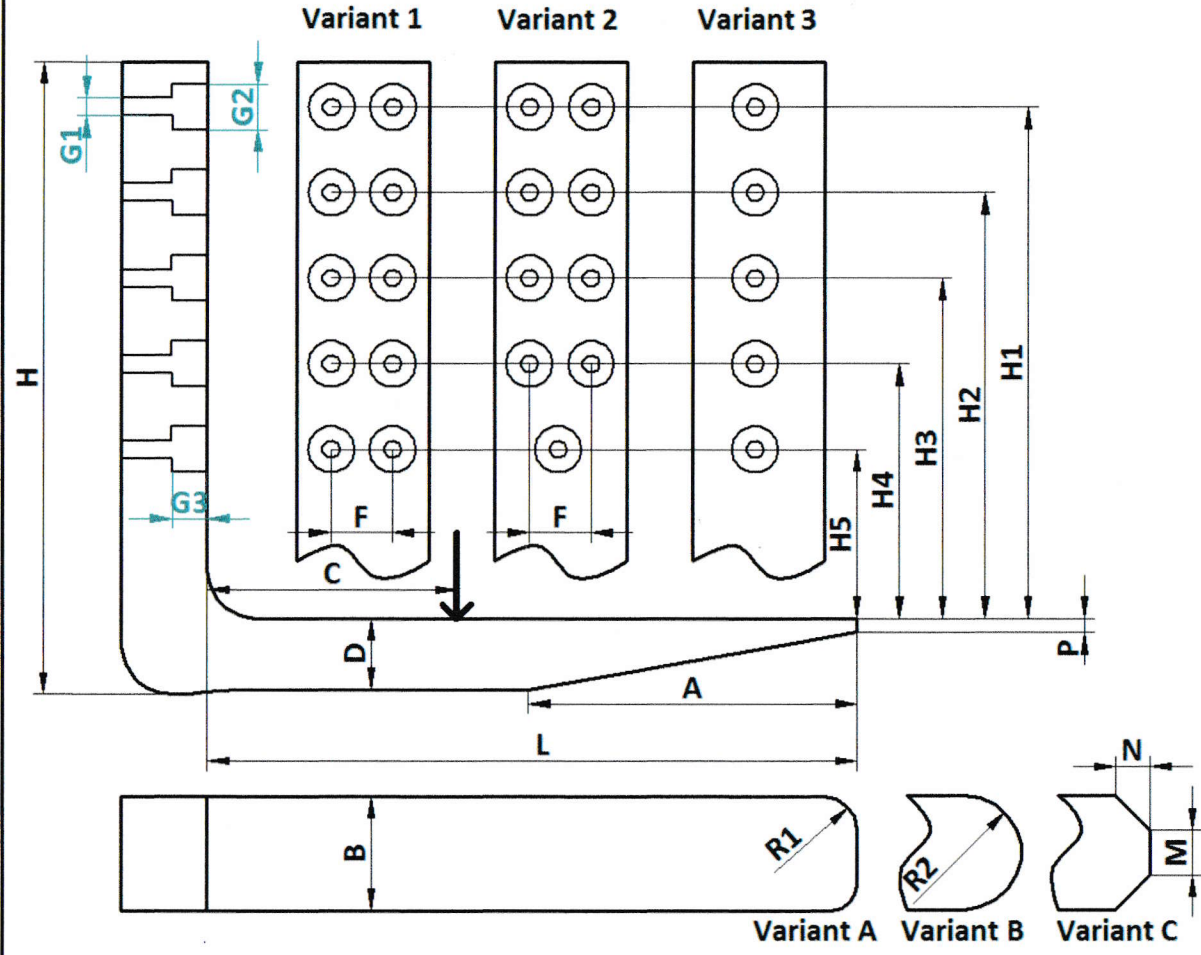 Variant 1
Variant 2
Variant 3
G1
G2
H
H1
H2
H3
H4
H5
G3
F
F
C
D
P
A
L
N
B
R1
R2
M
Variant A
Variant B
Variant C